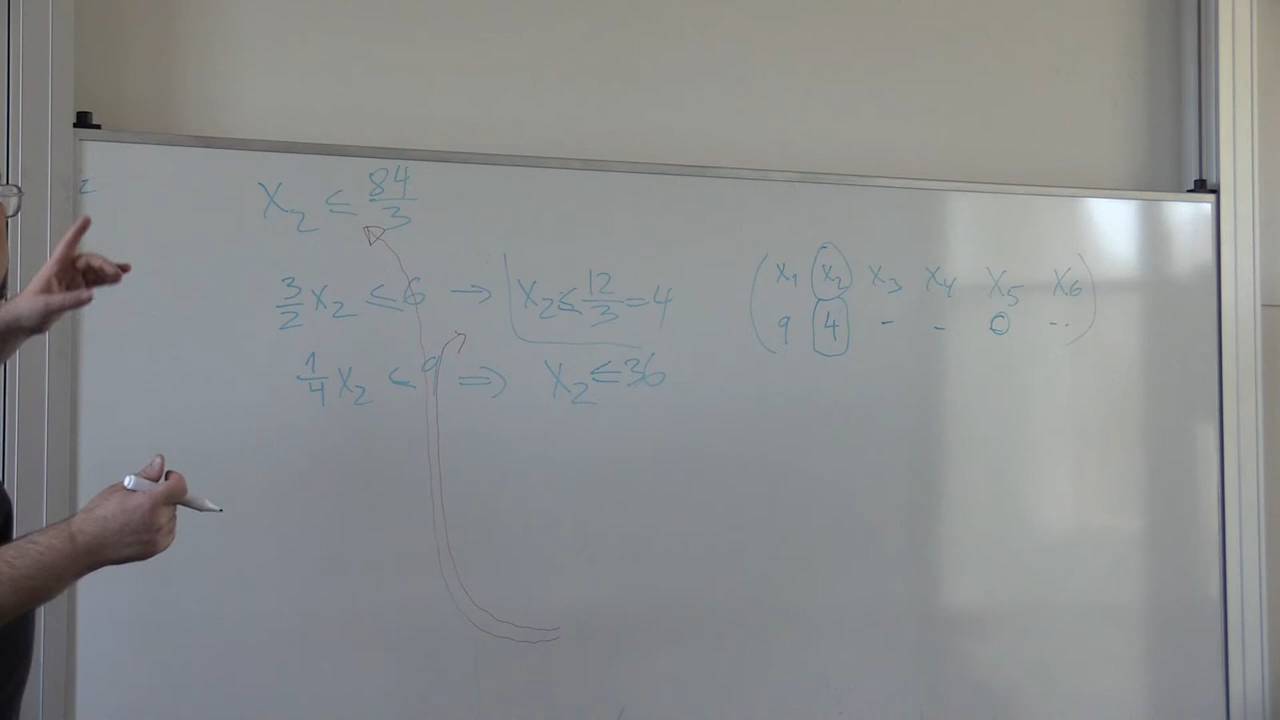 X₂ ≤ 84/3
3/2 X₂ ≤ 6 → X₂ ≤ 12/3 = 4
1/4 X₂ ≤ 9 ⇒ X₂ ≤ 36
( X₁ X₂ X₃ X₄ X₅ X₆
9 4 - - 0 -- )